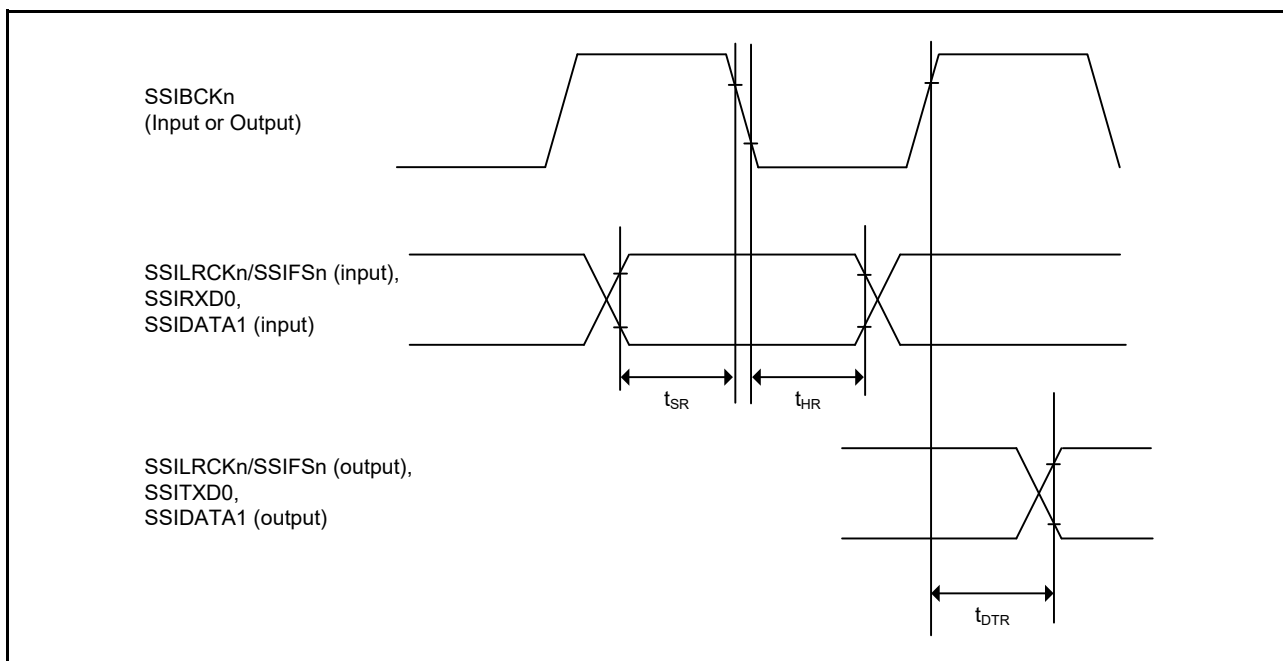 SSIBCKn
(Input or Output)
SSILRCKn/SSIFSn (input),
SSIRXD0,
SSIDATA1 (input)
tSR
tHR
SSILRCKn/SSIFSn (output),
SSITXD0,
SSIDATA1 (output)
tDTR